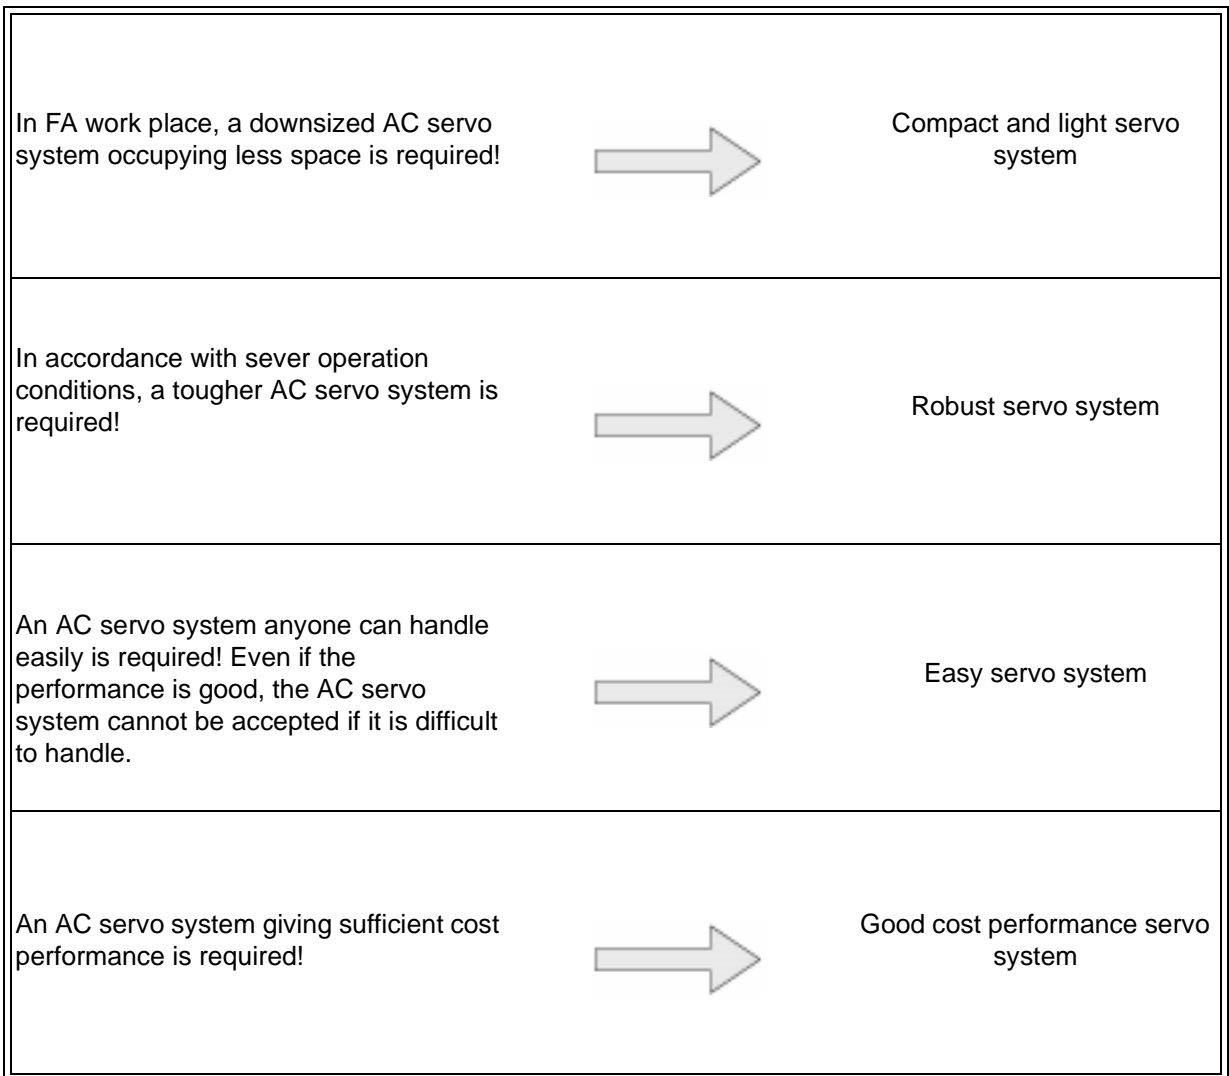 In FA work place, a downsized AC servo
system occupying less space is required!
Compact and light servo
system
In accordance with sever operation
conditions, a tougher AC servo system is
required!
Robust servo system
An AC servo system anyone can handle
easily is required! Even if the
performance is good, the AC servo
system cannot be accepted if it is difficult
to handle.
Easy servo system
An AC servo system giving sufficient cost
performance is required!
Good cost performance servo
system